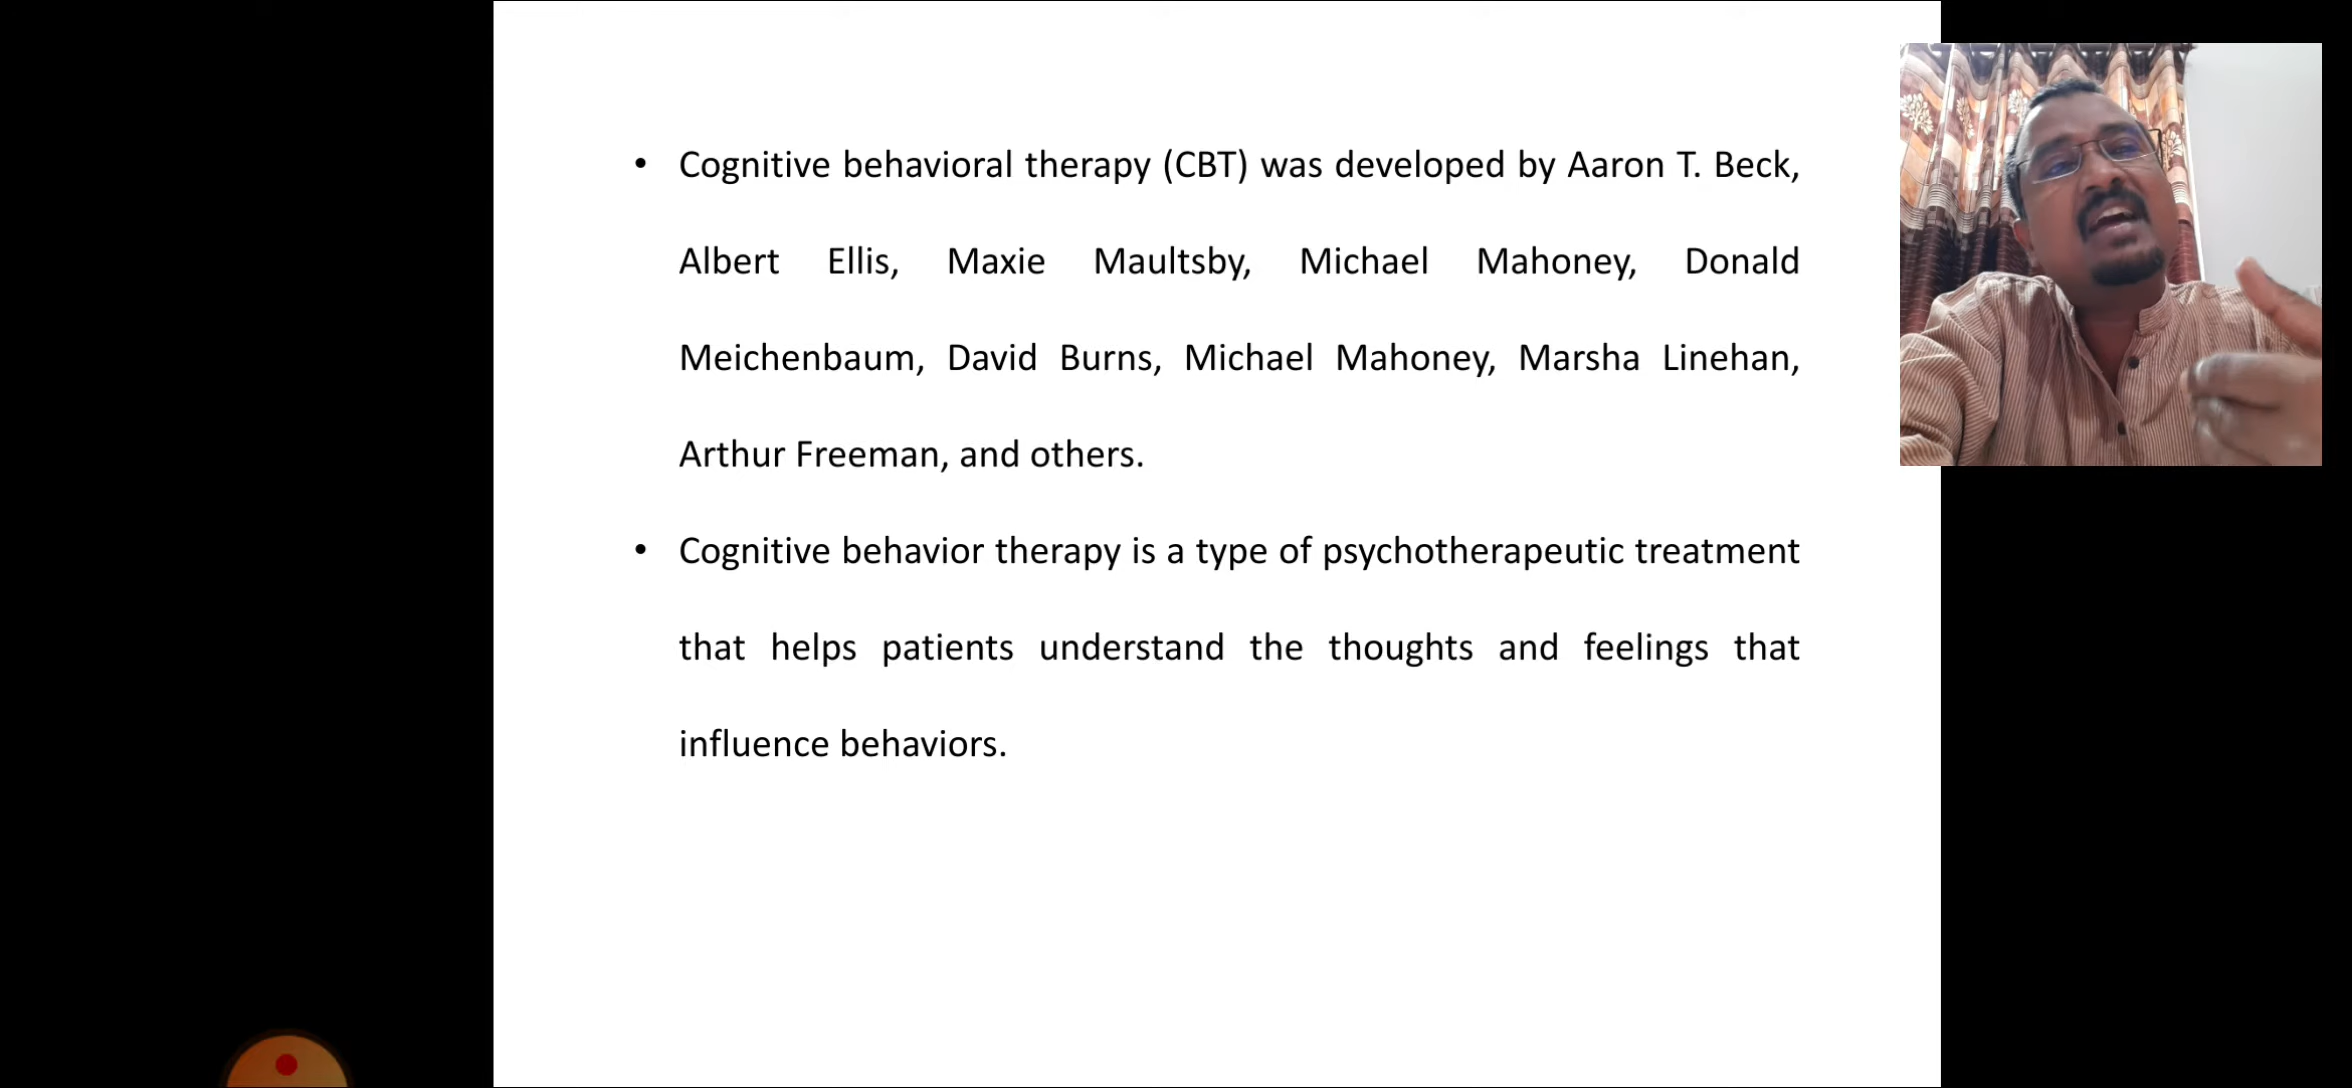 • Cognitive behavioral therapy (CBT) was developed by Aaron T. Beck,
Albert Ellis, Maxie Maultsby, Michael Mahoney, Donald
Meichenbaum, David Burns, Michael Mahoney, Marsha Linehan,
Arthur Freeman, and others.
• Cognitive behavior therapy is a type of psychotherapeutic treatment
that helps patients understand the thoughts and feelings that
influence behaviors.